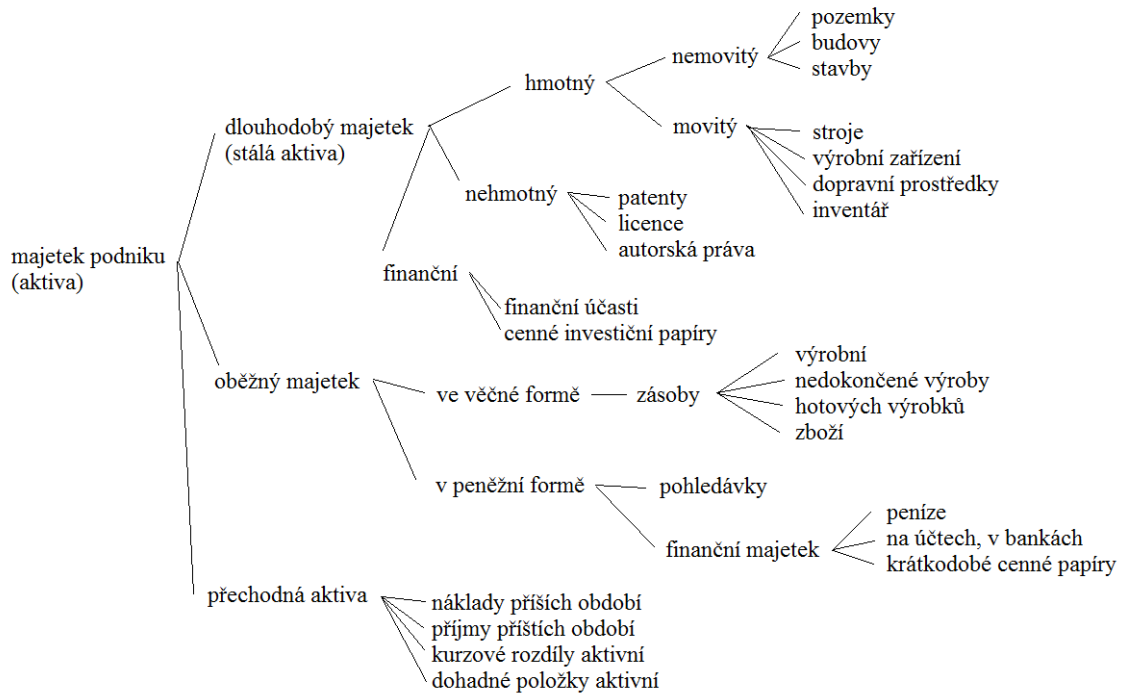 pozemky
budovy
stavby
nemovitý
hmotný
movitý
stroje
výrobní zařízení
dopravní prostředky
inventář
dlouhodobý majetek
(stálá aktiva)
nehmotný
patenty
licence
autorská práva
majetek podniku
(aktiva)
finanční
finanční účasti
cenné investiční papíry
oběžný majetek
ve věčné formě
zásoby
výrobní
nedokončené výroby
hotových výrobků
zboží
v peněžní formě
pohledávky
finanční majetek
peníze
na účtech, v bankách
krátkodobé cenné papíry
přechodná aktiva
náklady příších období
příjmy příštích období
kurzové rozdíly aktivní
dohadné položky aktivní